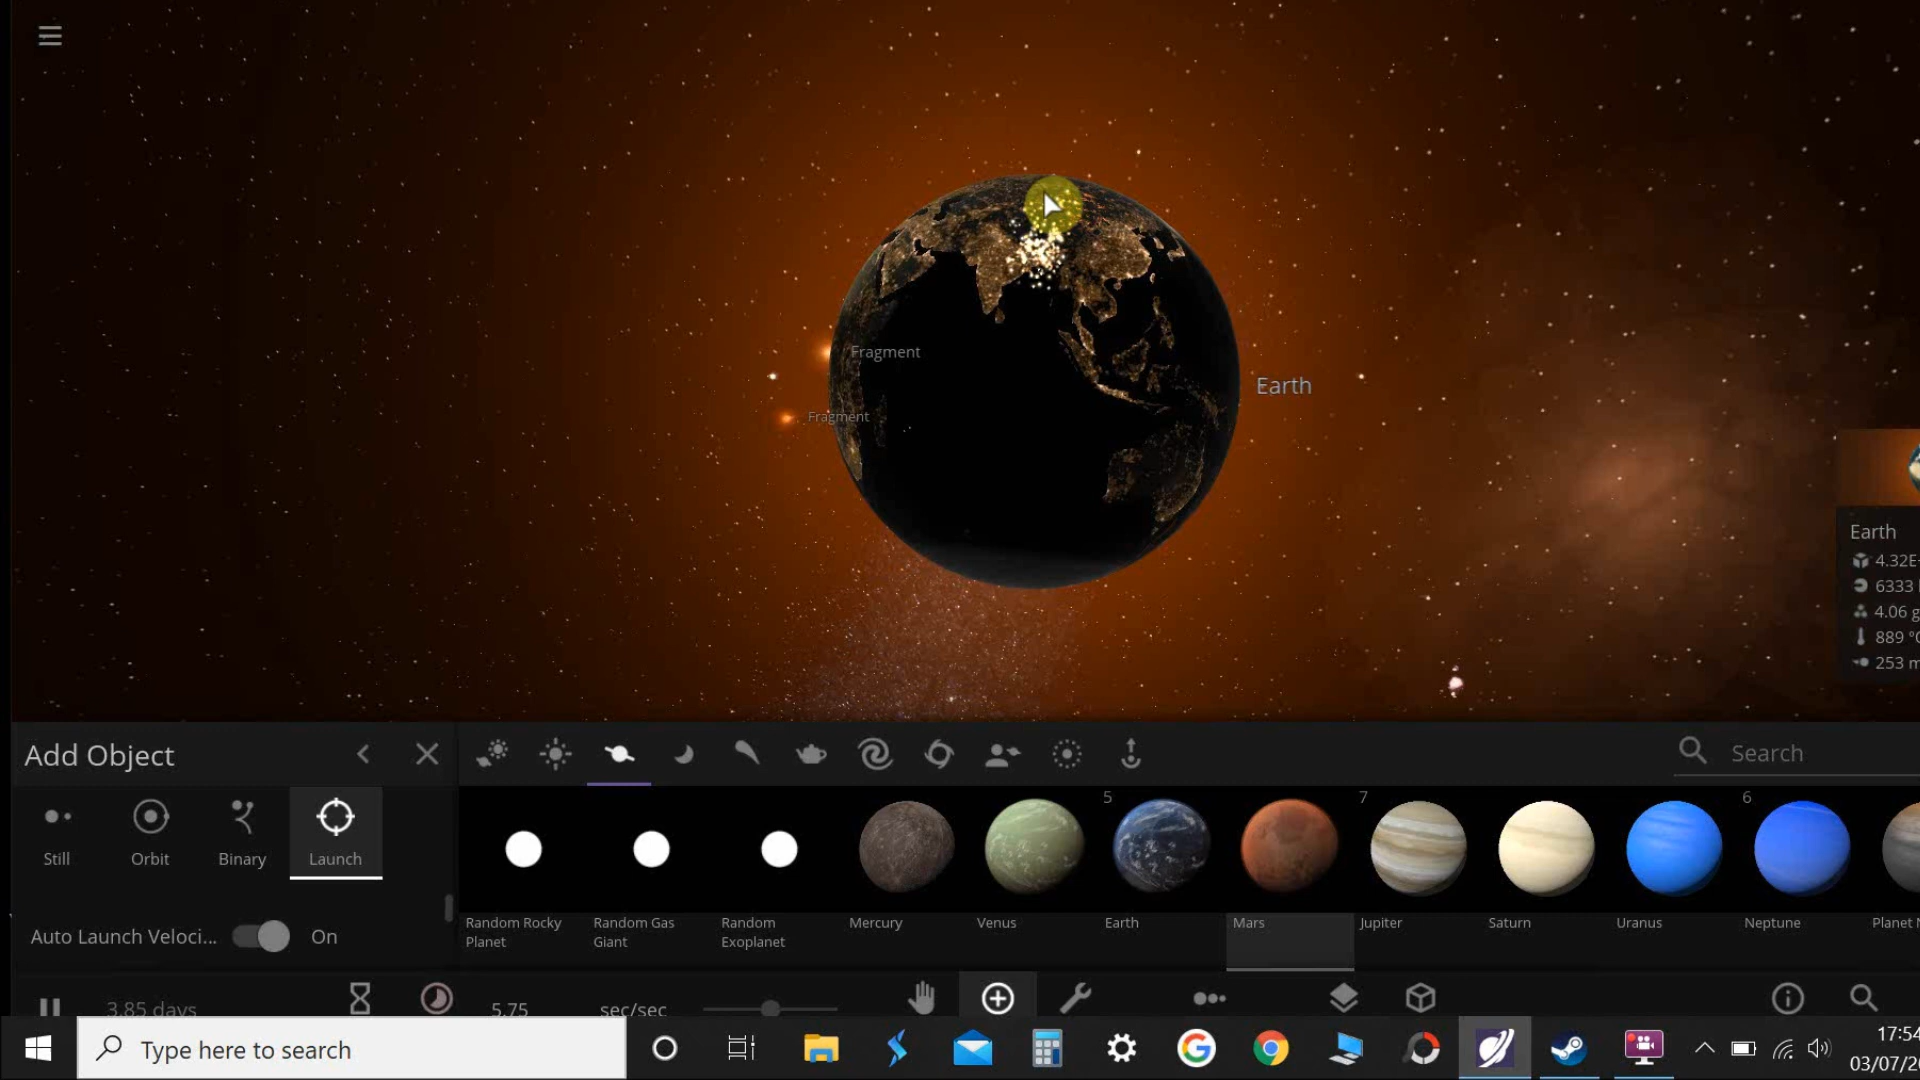 Fragment
Earth
Fragment
Earth
4.32E
6333
4.06 g
889 °C
253 m
Add Object
Search
Still
Orbit
Binary
Launch
Auto Launch Veloci...
On
5
7
6
Random Rocky
Planet
Random Gas
Giant
Random
Exoplanet
Mercury
Venus
Earth
Mars
Jupiter
Saturn
Uranus
Neptune
Planet
3.85 days
5.75
sec/sec
Type here to search
17:54
03/07/2